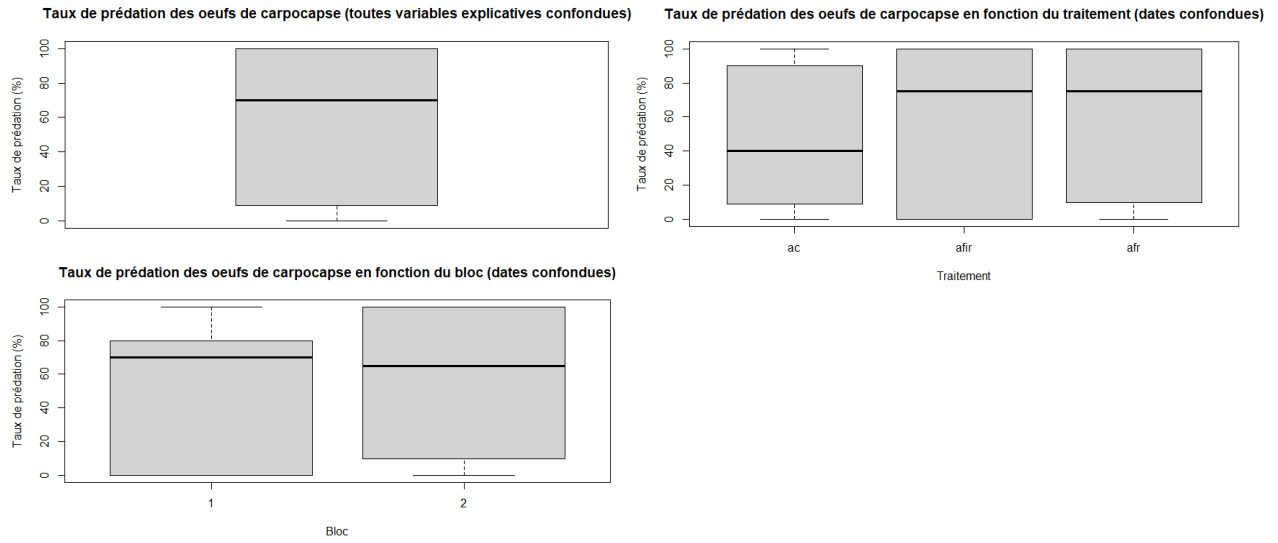 Taux de prédation des oeufs de carpocapse (toutes variables explicatives confondues)
Taux de prédation (%)
0 20 40 60 80 100
Taux de prédation des oeufs de carpocapse en fonction du traitement (dates confondues)
Taux de prédation (%)
0 20 40 60 80 100
ac afir afr
Traitement
Taux de prédation des oeufs de carpocapse en fonction du bloc (dates confondues)
Taux de prédation (%)
0 20 40 60 80 100
1 2
Bloc